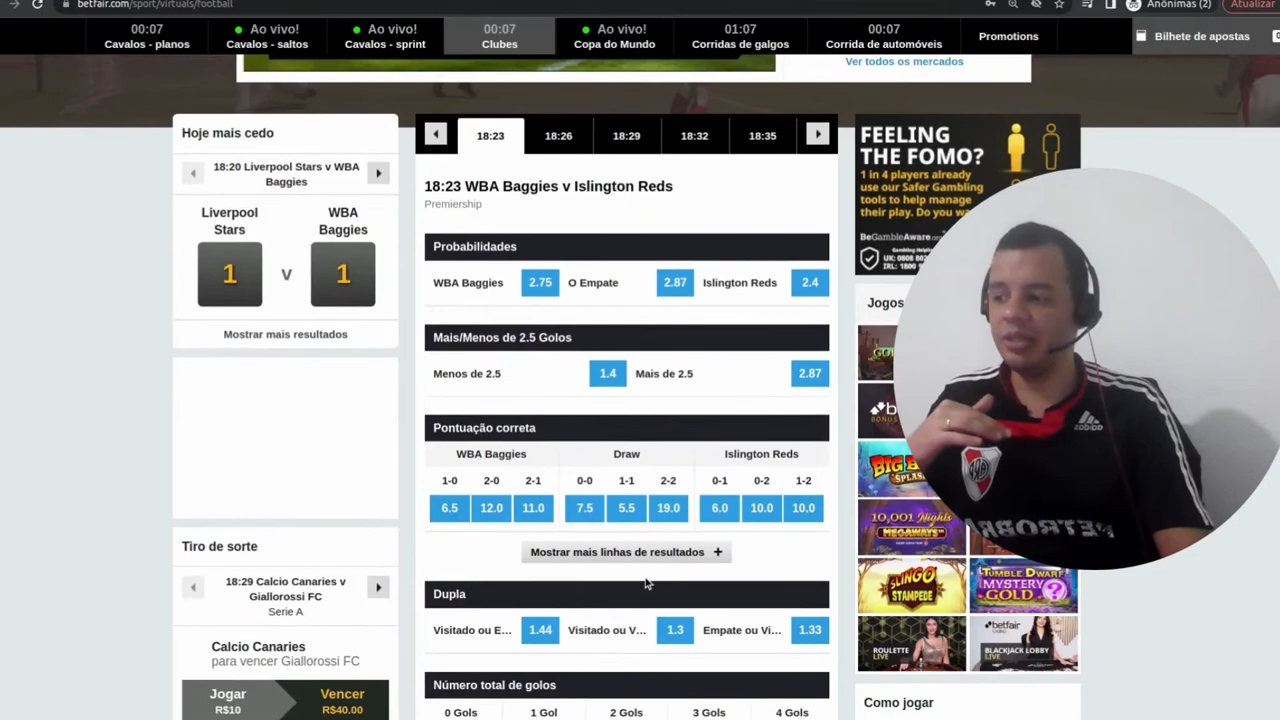 betfair.com/sport/virtuals/football
Anônimas (2)
Atualizar
00:07
Cavalos - planos
Ao vivo!
Cavalos - saltos
Ao vivo!
Cavalos - sprint
00:07
Clubes
Ao vivo!
Copa do Mundo
01:07
Corridas de galgos
00:07
Corrida de automóveis
Promotions
Bilhete de apostas
Ver todos os mercados
Hoje mais cedo
18:20 Liverpool Stars v WBA
Baggies
Liverpool
Stars
WBA
Baggies
1 v 1
Mostrar mais resultados
Tiro de sorte
18:29 Calcio Canaries v
Giallorossi FC
Serie A
Calcio Canaries
para vencer Giallorossi FC
Jogar
R$10
Vencer
R$40.00
18:23 18:26 18:29 18:32 18:35
18:23 WBA Baggies v Islington Reds
Premiership
Probabilidades
WBA Baggies 2.75 O Empate 2.87 Islington Reds 2.4
Mais/Menos de 2.5 Golos
Menos de 2.5 1.4 Mais de 2.5 2.87
Pontuação correta
WBA Baggies Draw Islington Reds
1-0 2-0 2-1 0-0 1-1 2-2 0-1 0-2 1-2
6.5 12.0 11.0 7.5 5.5 19.0 6.0 10.0 10.0
Mostrar mais linhas de resultados +
Dupla
Visitado ou E... 1.44 Visitado ou V... 1.3 Empate ou Vi... 1.33
Número total de golos
0 Gols 1 Gol 2 Gols 3 Gols 4 Gols
FEELING
THE FOMO?
1 in 4 players already
use our Safer Gambling
tools to help manage
their play. Do you
BeGambleAware
Jogos
10,001 Nights
MEGAWAYS
SLINGO
STAMPEDE
TUMBLE DWARF
MYSTERY
GOLD
ROULETTE
LIVE
betfair
CASINO
BLACKJACK LOBBY
LIVE
Como jogar
adidas